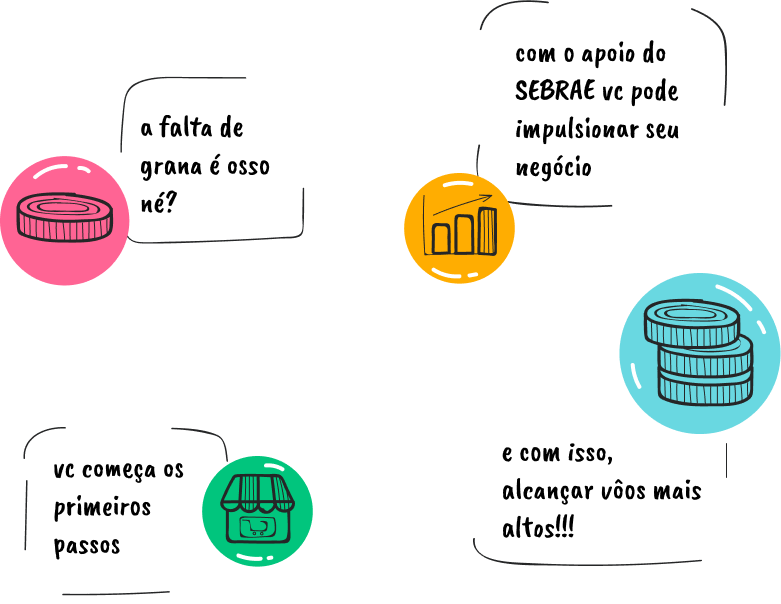 a falta de
grana é osso
né?
vc começa os
primeiros
passos
com o apoio do
SEBRAE vc pode
impulsionar seu
negócio
e com isso,
alcançar vôos mais
altos!!!